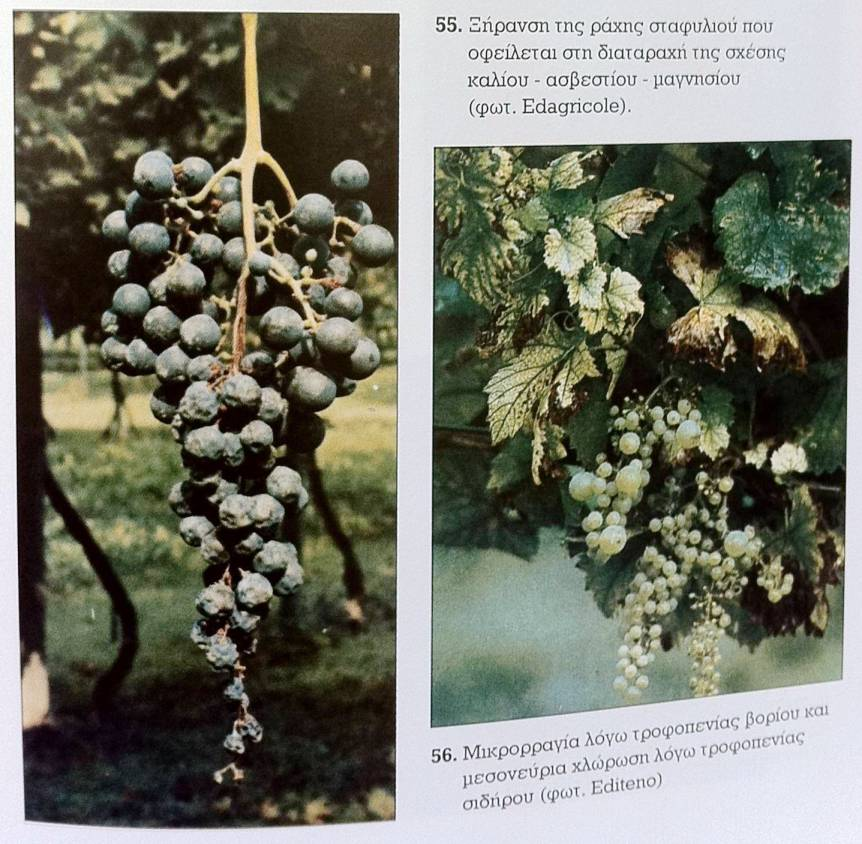 55. Ξήρανση της ράχης σταφυλιού που
οφείλεται στη διαταραχή της σχέσης
καλίου - ασβεστίου - μαγνησίου
(φωτ. Edagricole).
56. Μικρορραγία λόγω τροφοπενίας βορίου και
μεσονεύρια χλώρωση λόγω τροφοπενίας
σιδήρου (φωτ. Editeno)